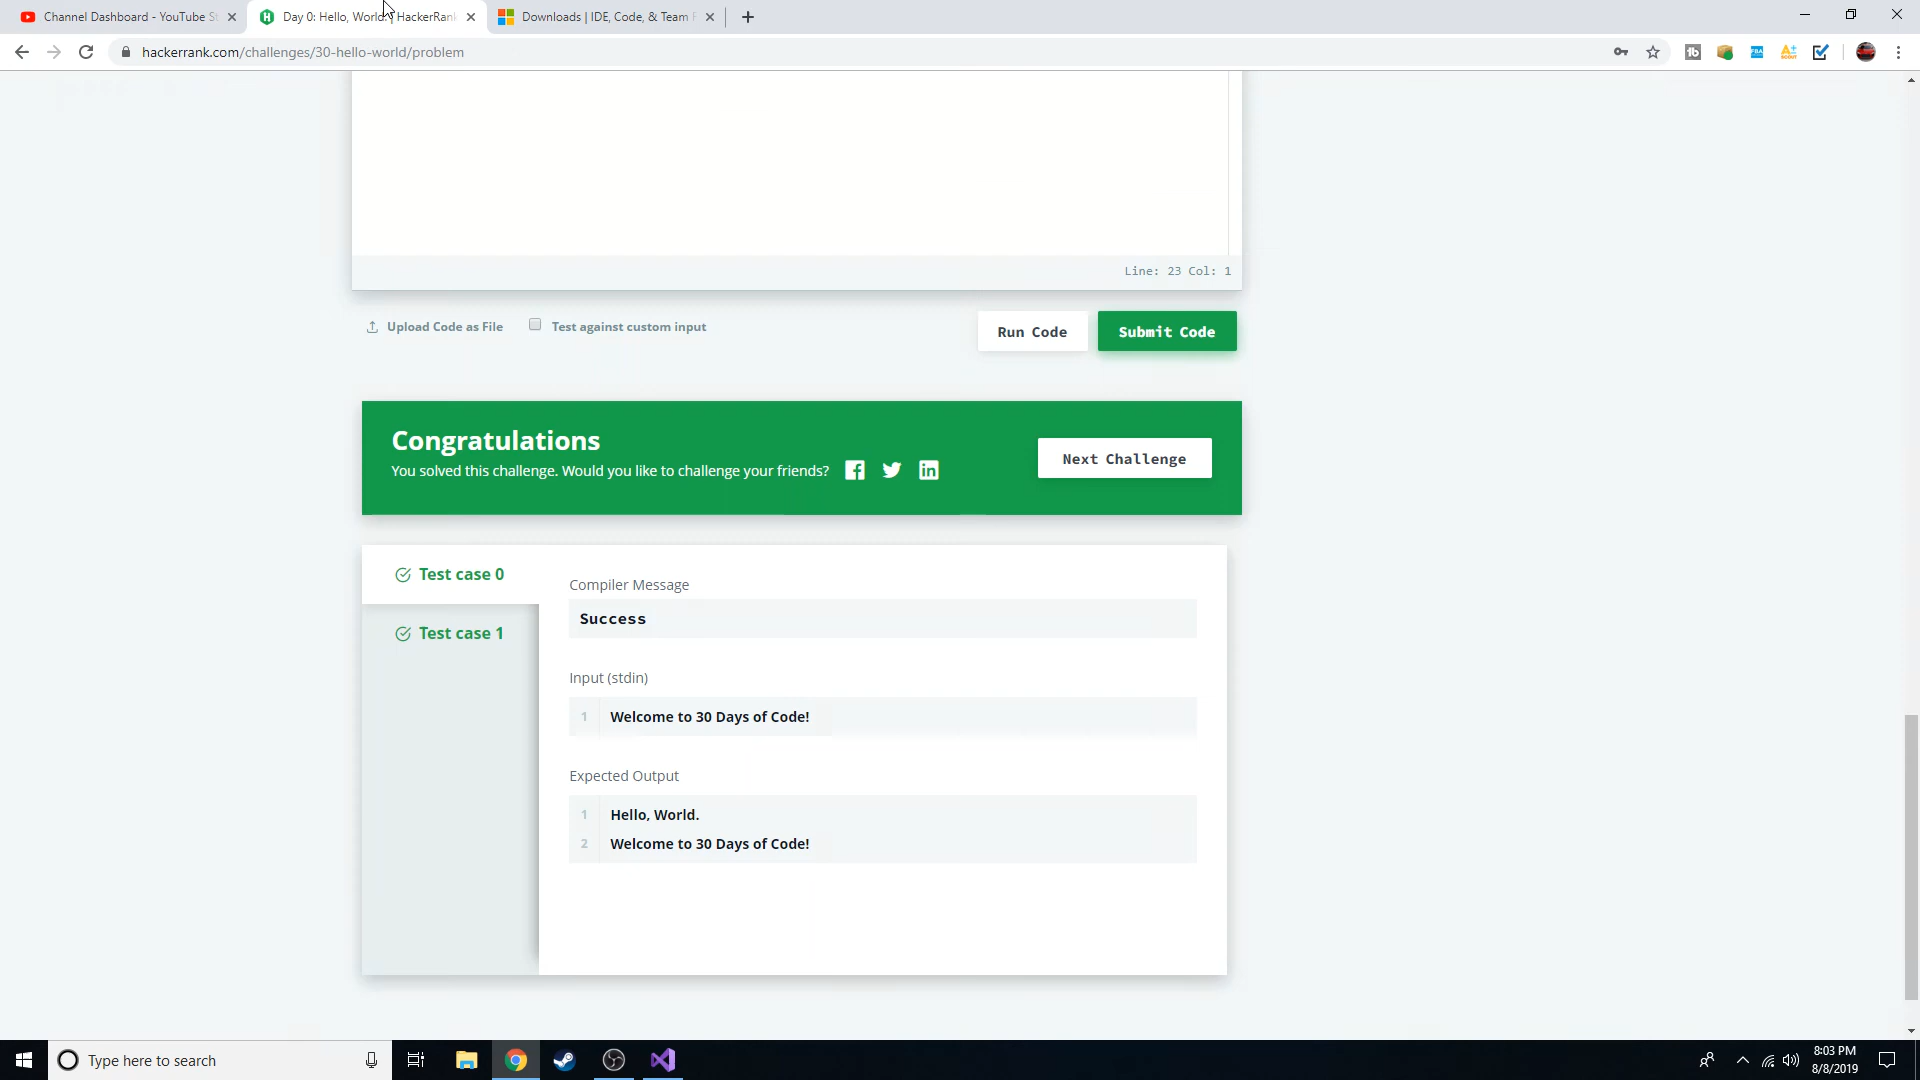 Channel Dashboard - YouTube St
Day 0: Hello, World. | HackerRank
Downloads | IDE, Code, & Team F
hackerrank.com/challenges/30-hello-world/problem
Line: 23 Col: 1
Upload Code as File
Test against custom input
Run Code
Submit Code
Congratulations
You solved this challenge. Would you like to challenge your friends?
Next Challenge
Test case 0
Test case 1
Compiler Message
Success
Input (stdin)
1 Welcome to 30 Days of Code!
Expected Output
1 Hello, World.
2 Welcome to 30 Days of Code!
Type here to search
8:03 PM
8/8/2019